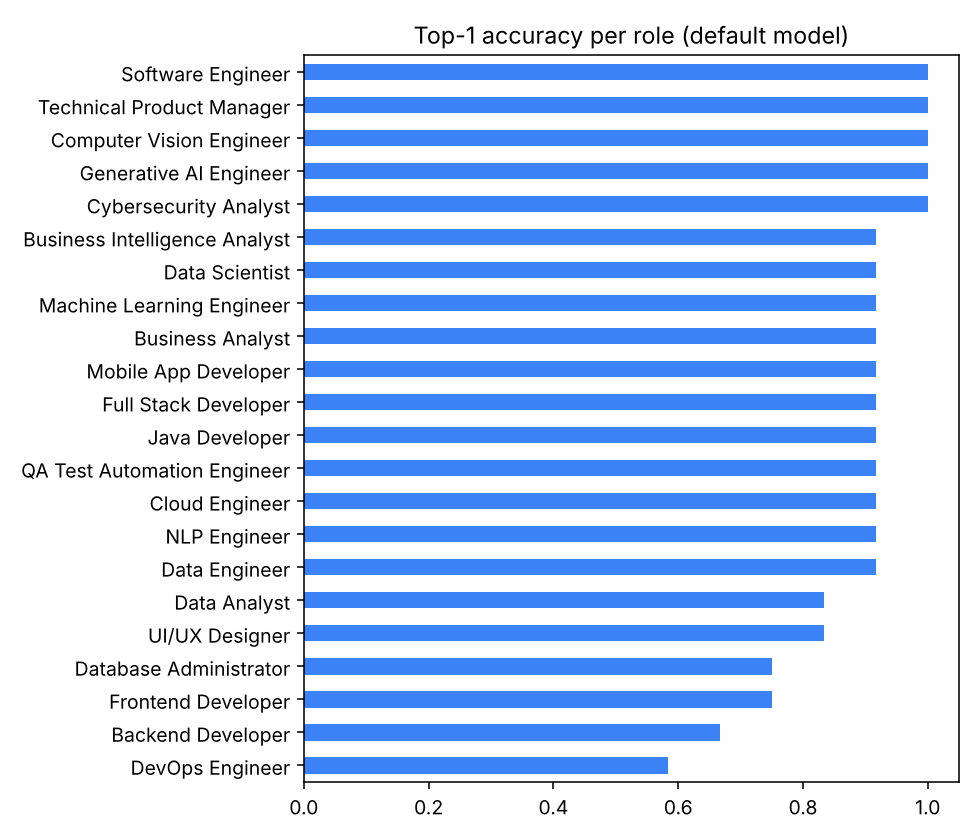 Top-1 accuracy per role (default model)
Software Engineer
Technical Product Manager
Computer Vision Engineer
Generative AI Engineer
Cybersecurity Analyst
Business Intelligence Analyst
Data Scientist
Machine Learning Engineer
Business Analyst
Mobile App Developer
Full Stack Developer
Java Developer
QA Test Automation Engineer
Cloud Engineer
NLP Engineer
Data Engineer
Data Analyst
UI/UX Designer
Database Administrator
Frontend Developer
Backend Developer
DevOps Engineer
0.0 0.2 0.4 0.6 0.8 1.0